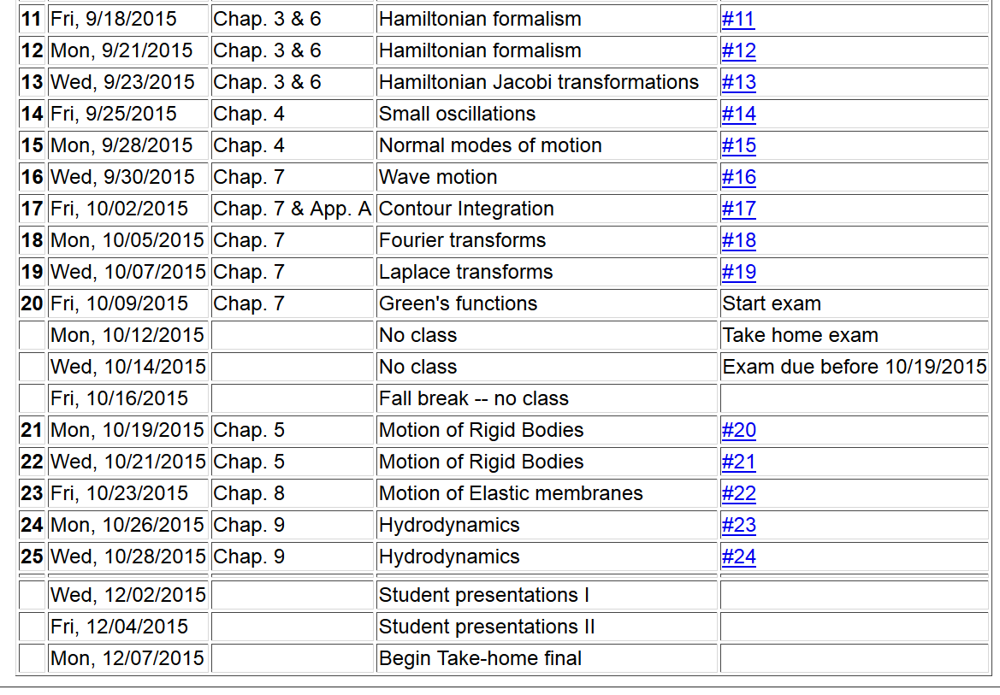 11 Fri, 9/18/2015 Chap. 3 & 6 Hamiltonian formalism #11
12 Mon, 9/21/2015 Chap. 3 & 6 Hamiltonian formalism #12
13 Wed, 9/23/2015 Chap. 3 & 6 Hamiltonian Jacobi transformations #13
14 Fri, 9/25/2015 Chap. 4 Small oscillations #14
15 Mon, 9/28/2015 Chap. 4 Normal modes of motion #15
16 Wed, 9/30/2015 Chap. 7 Wave motion #16
17 Fri, 10/02/2015 Chap. 7 & App. A Contour Integration #17
18 Mon, 10/05/2015 Chap. 7 Fourier transforms #18
19 Wed, 10/07/2015 Chap. 7 Laplace transforms #19
20 Fri, 10/09/2015 Chap. 7 Green's functions Start exam
Mon, 10/12/2015 No class Take home exam
Wed, 10/14/2015 No class Exam due before 10/19/2015
Fri, 10/16/2015 Fall break -- no class
21 Mon, 10/19/2015 Chap. 5 Motion of Rigid Bodies #20
22 Wed, 10/21/2015 Chap. 5 Motion of Rigid Bodies #21
23 Fri, 10/23/2015 Chap. 8 Motion of Elastic membranes #22
24 Mon, 10/26/2015 Chap. 9 Hydrodynamics #23
25 Wed, 10/28/2015 Chap. 9 Hydrodynamics #24
Wed, 12/02/2015 Student presentations I
Fri, 12/04/2015 Student presentations II
Mon, 12/07/2015 Begin Take-home final